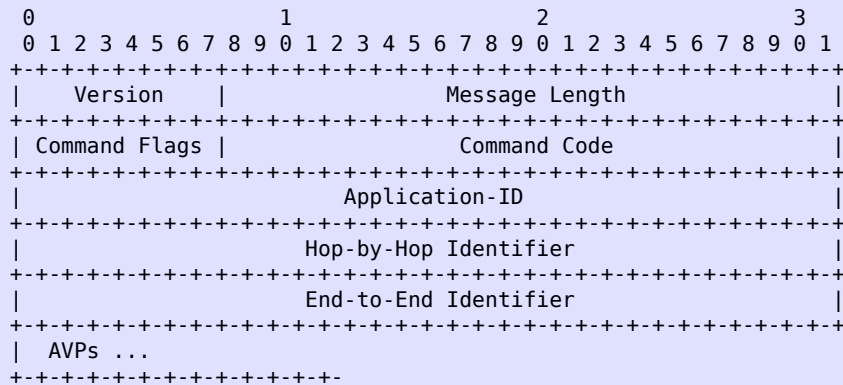 0                   1                   2                   3
 0 1 2 3 4 5 6 7 8 9 0 1 2 3 4 5 6 7 8 9 0 1 2 3 4 5 6 7 8 9 0 1
+-+-+-+-+-+-+-+-+-+-+-+-+-+-+-+-+-+-+-+-+-+-+-+-+-+-+-+-+-+-+-+-+
|    Version    |                 Message Length                |
+-+-+-+-+-+-+-+-+-+-+-+-+-+-+-+-+-+-+-+-+-+-+-+-+-+-+-+-+-+-+-+-+
| Command Flags |                  Command Code                 |
+-+-+-+-+-+-+-+-+-+-+-+-+-+-+-+-+-+-+-+-+-+-+-+-+-+-+-+-+-+-+-+-+
|                         Application-ID                        |
+-+-+-+-+-+-+-+-+-+-+-+-+-+-+-+-+-+-+-+-+-+-+-+-+-+-+-+-+-+-+-+-+
|                      Hop-by-Hop Identifier                    |
+-+-+-+-+-+-+-+-+-+-+-+-+-+-+-+-+-+-+-+-+-+-+-+-+-+-+-+-+-+-+-+-+
|                      End-to-End Identifier                    |
+-+-+-+-+-+-+-+-+-+-+-+-+-+-+-+-+-+-+-+-+-+-+-+-+-+-+-+-+-+-+-+-+
|  AVPs ...
+-+-+-+-+-+-+-+-+-+-+-+-+-